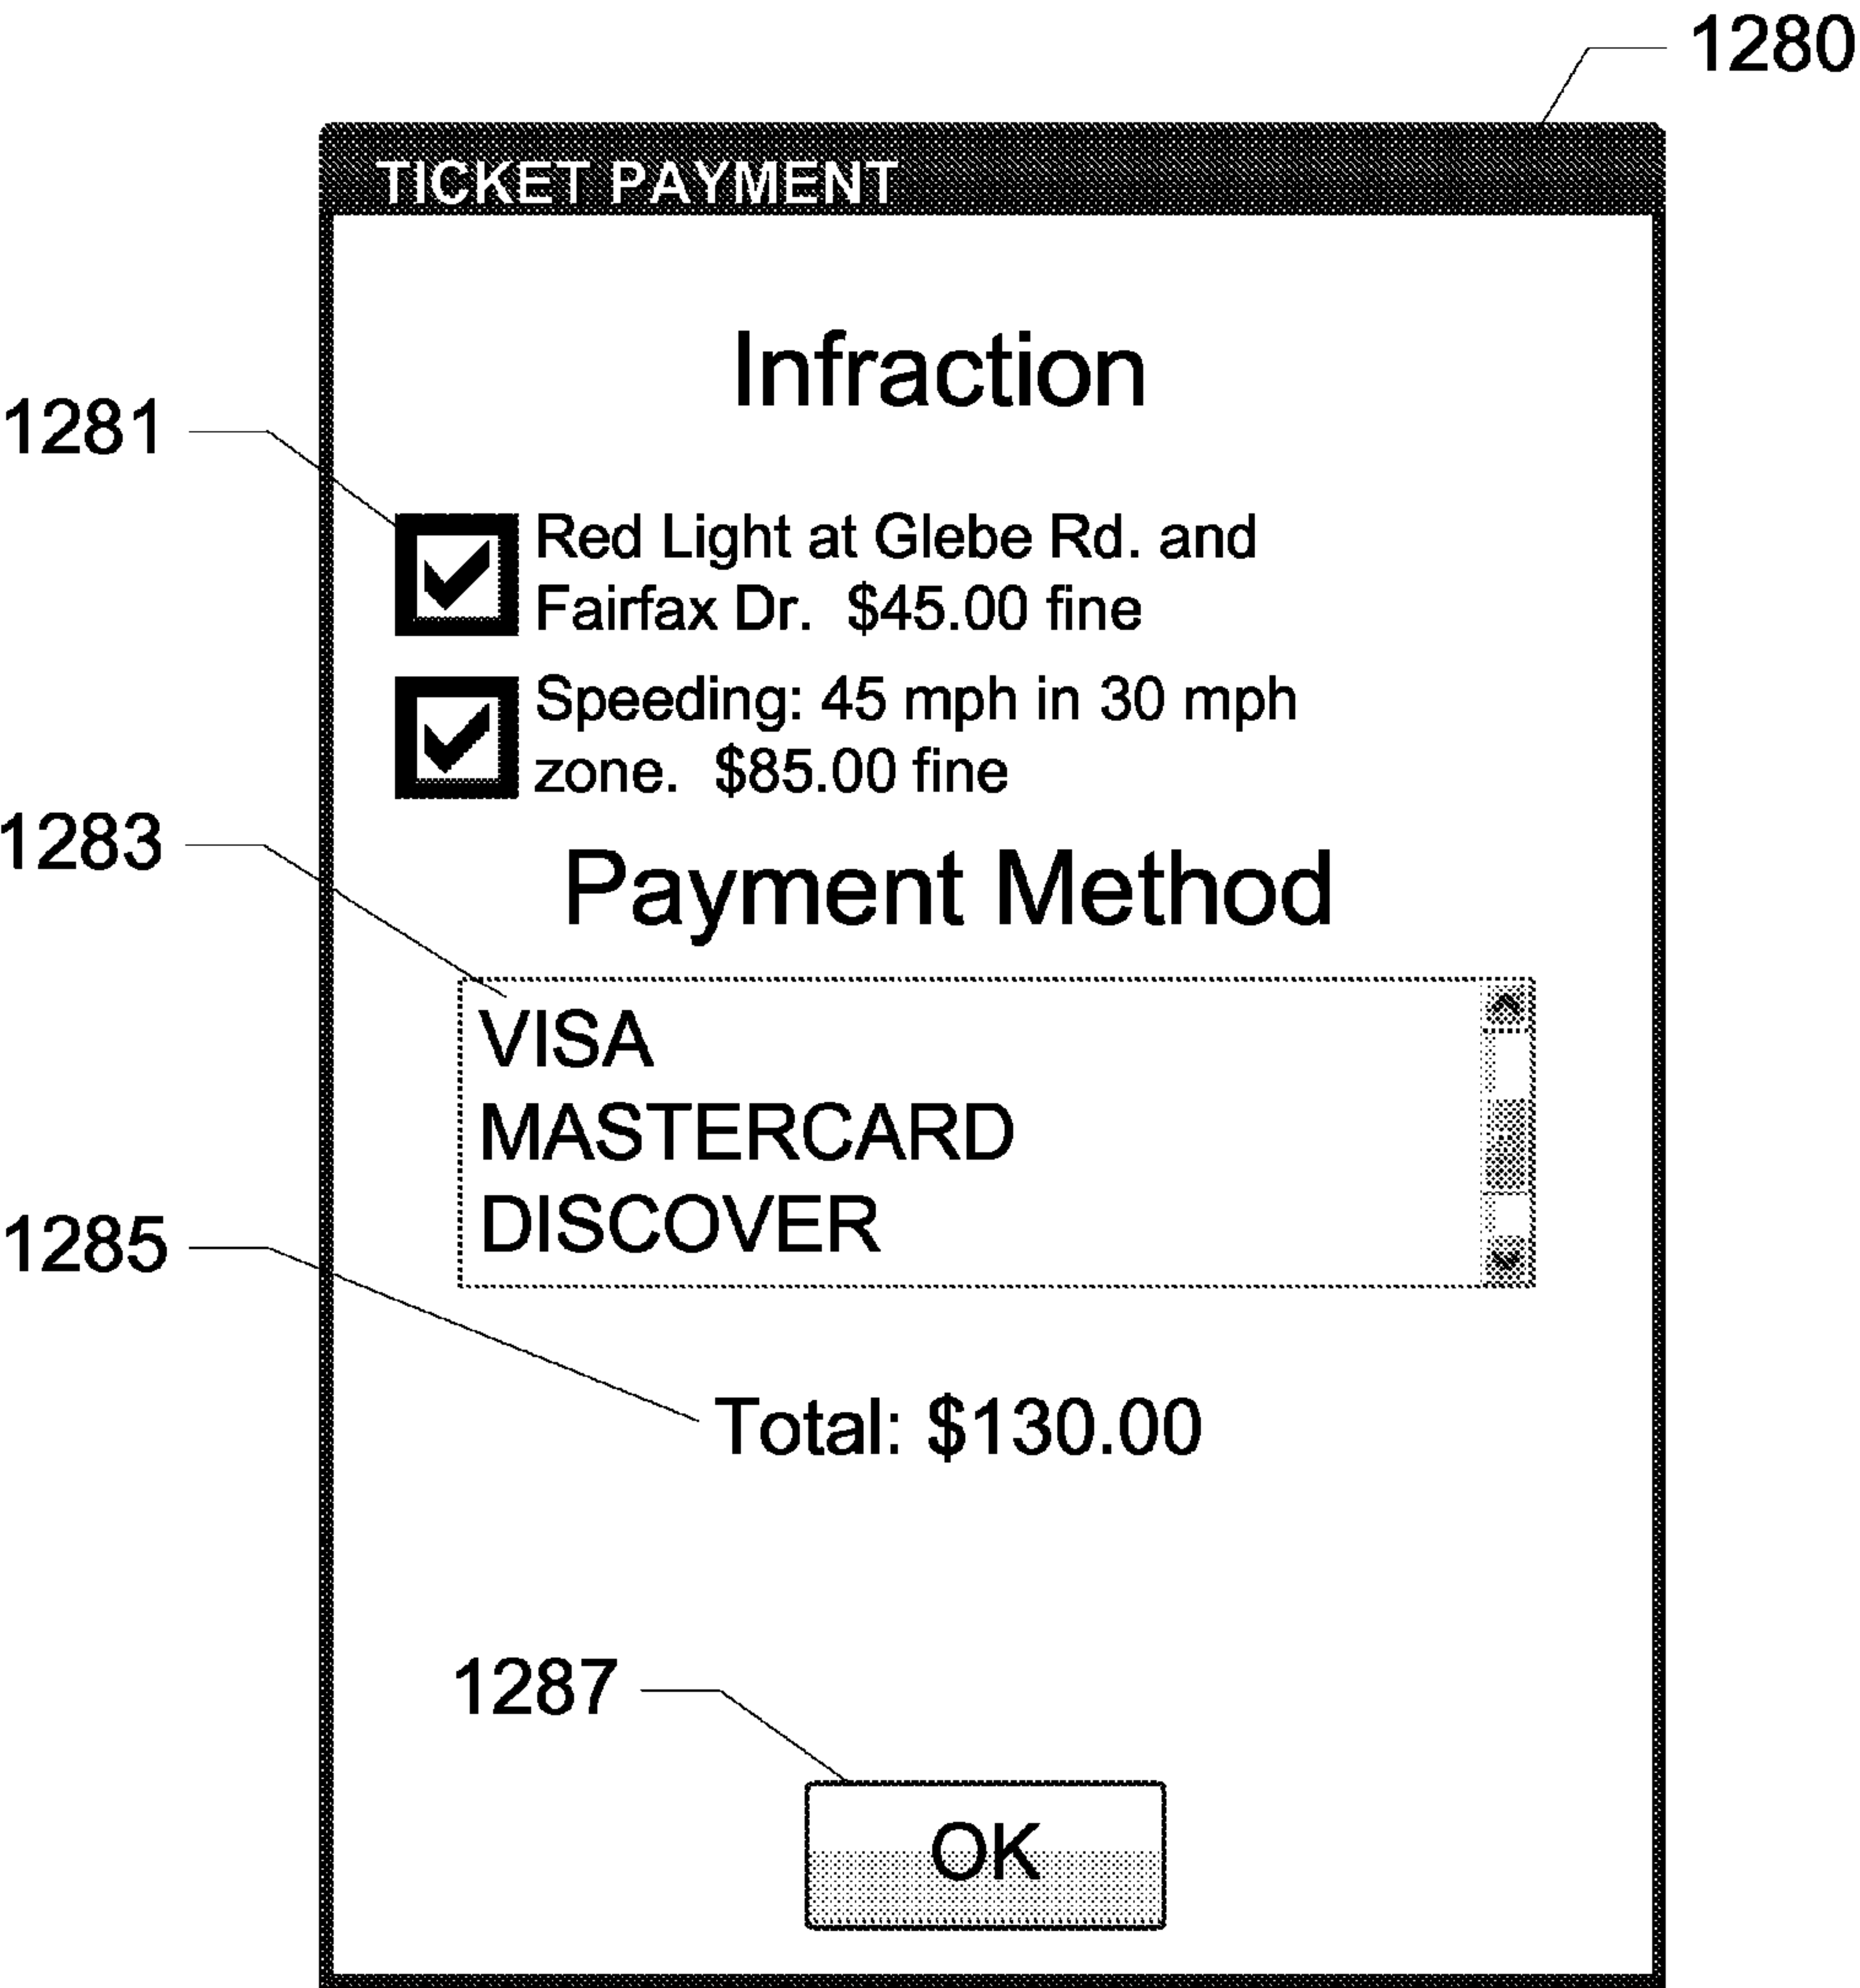 1280
TICKET PAYMENT
Infraction
1281
Red Light at Glebe Rd. and
Fairfax Dr. $45.00 fine
Speeding: 45 mph in 30 mph
zone. $85.00 fine
1283
Payment Method
VISA
MASTERCARD
DISCOVER
1285
Total: $130.00
1287
OK